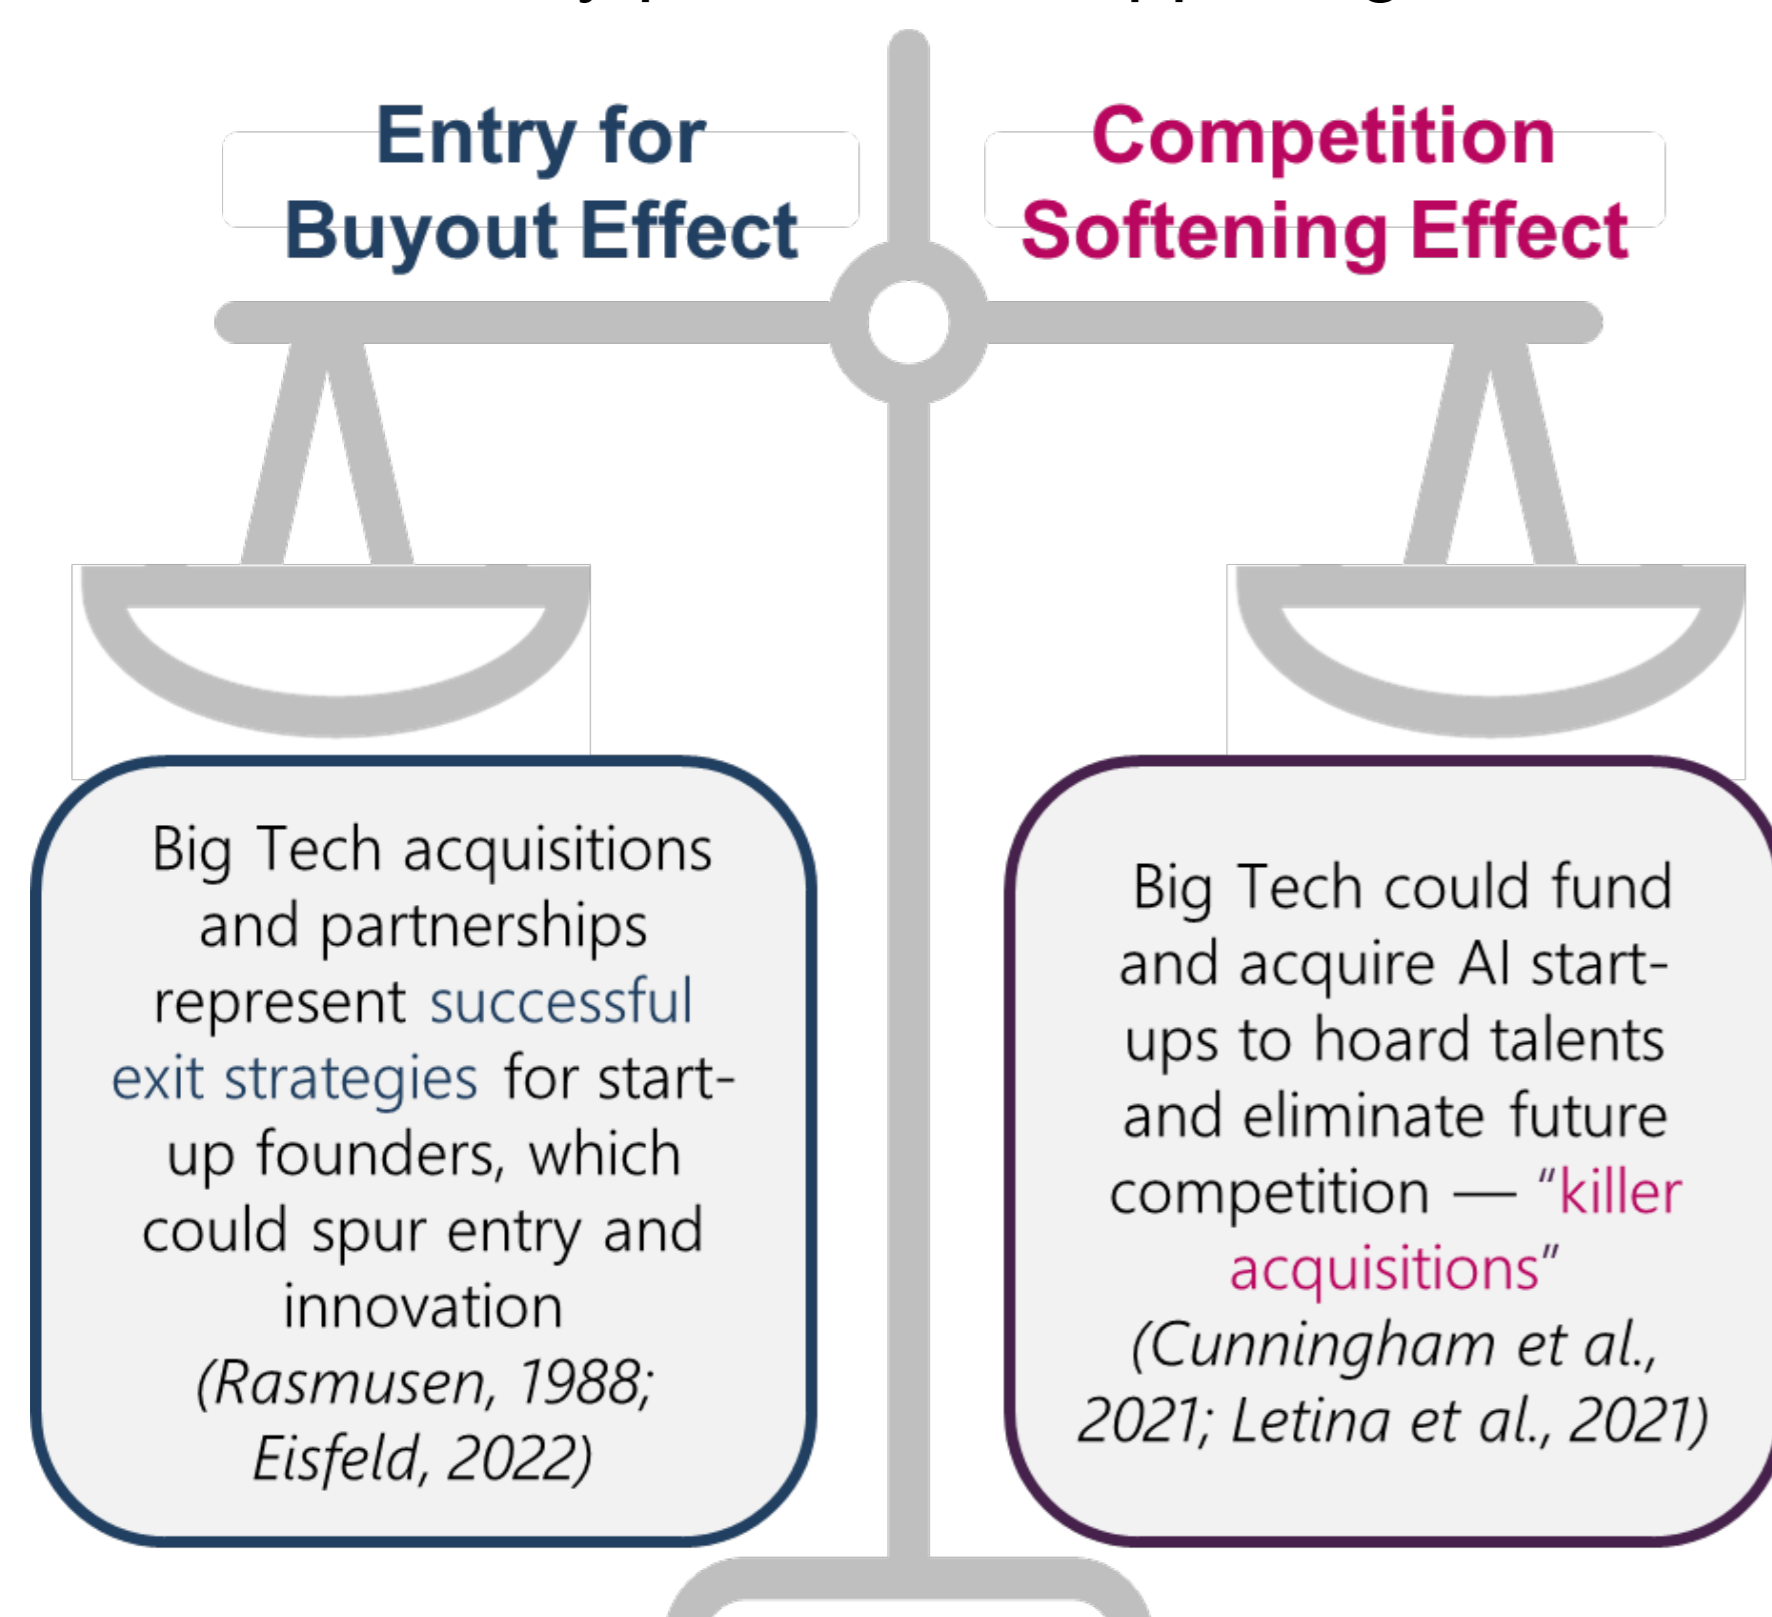 Entry for
Buyout Effect
Competition
Softening Effect
Big Tech acquisitions
and partnerships
represent successful
exit strategies for start-
up founders, which
could spur entry and
innovation
(Rasmusen, 1988;
Eisfeld, 2022)
Big Tech could fund
and acquire AI start-
ups to hoard talents
and eliminate future
competition — “killer
acquisitions”
(Cunningham et al.,
2021; Letina et al., 2021)